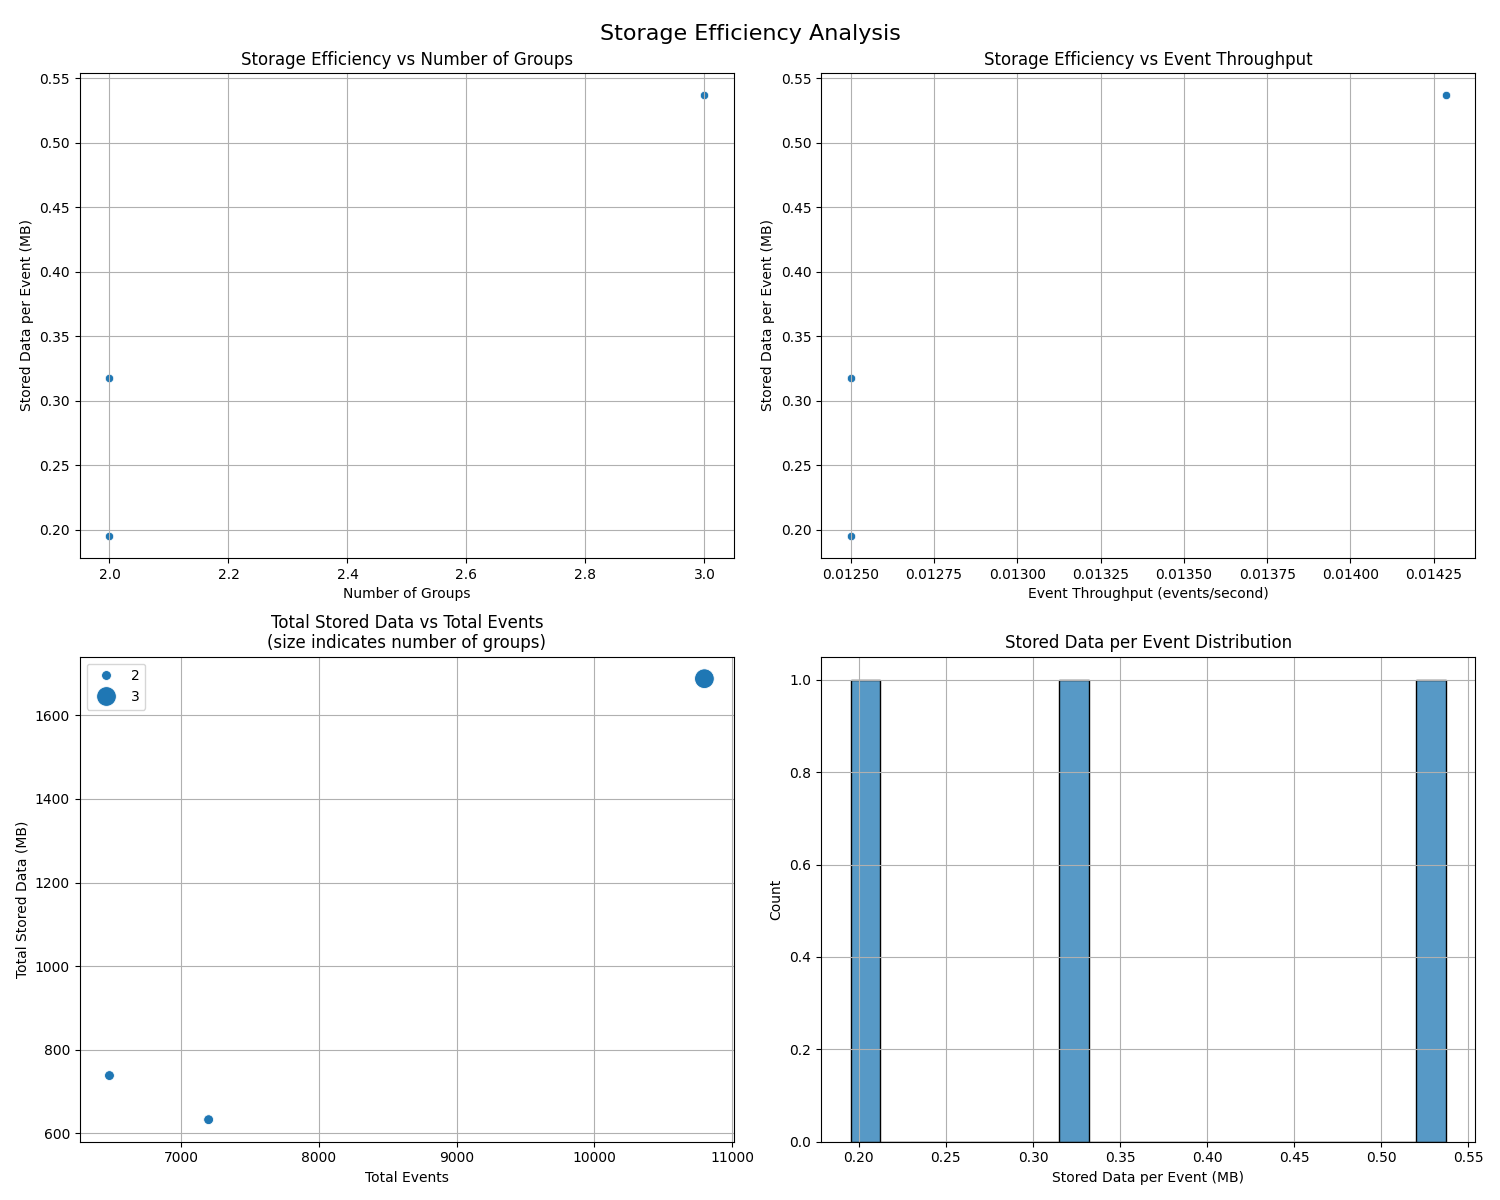 Storage Efficiency Analysis
Storage Efficiency vs Number of Groups
0.55
0.50
0.45
0.40
0.35
0.30
0.25
0.20
Stored Data per Event (MB)
2.0 2.2 2.4 2.6 2.8 3.0
Number of Groups
Storage Efficiency vs Event Throughput
0.55
0.50
0.45
0.40
0.35
0.30
0.25
0.20
Stored Data per Event (MB)
0.01250 0.01275 0.01300 0.01325 0.01350 0.01375 0.01400 0.01425
Event Throughput (events/second)
Total Stored Data vs Total Events
(size indicates number of groups)
2
3
1600
1400
1200
1000
800
600
Total Stored Data (MB)
7000 8000 9000 10000 11000
Total Events
Stored Data per Event Distribution
1.0
0.8
0.6
0.4
0.2
0.0
Count
0.20 0.25 0.30 0.35 0.40 0.45 0.50 0.55
Stored Data per Event (MB)